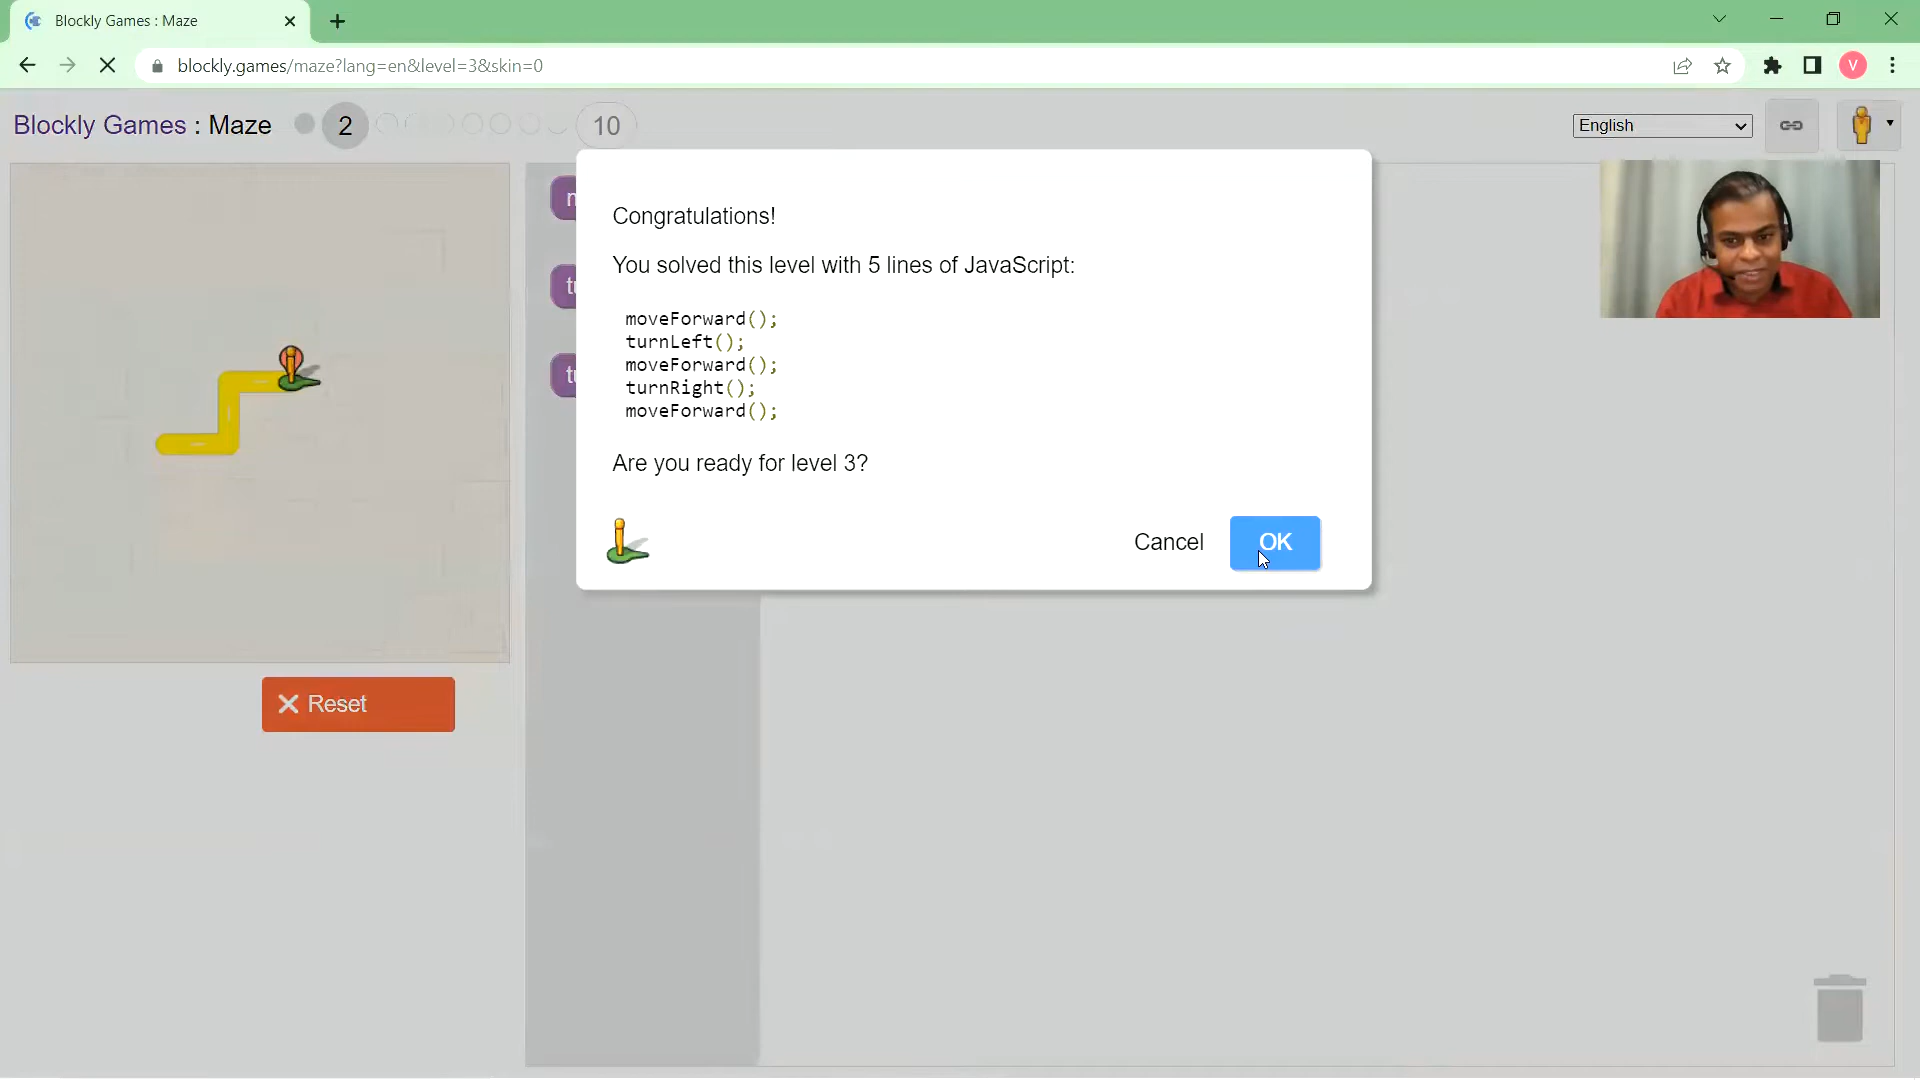 Blockly Games : Maze
blockly.games/maze?lang=en&level=3&skin=0
V
Blockly Games : Maze
2
10
English
Congratulations!
You solved this level with 5 lines of JavaScript:
moveForward();
turnLeft();
moveForward();
turnRight();
moveForward();
Are you ready for level 3?
Cancel
OK
Reset